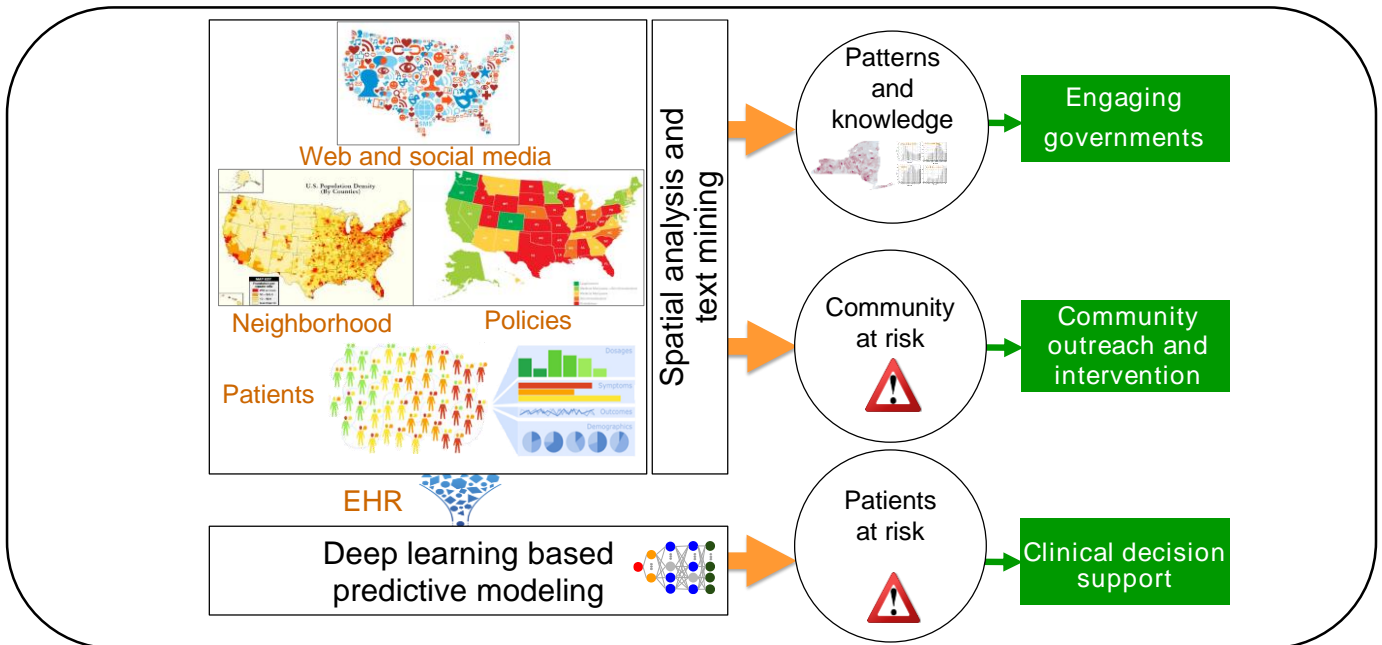 Web and social media
U.S. Population Density
(By Counties)
Neighborhood
Policies
Patients
Dosages
Symptoms
Outcomes
Demographics
Spatial analysis and
text mining
EHR
Deep learning based
predictive modeling
Patterns
and
knowledge
Engaging
governments
Community
at risk
Community
outreach and
intervention
Patients
at risk
Clinical decision
support